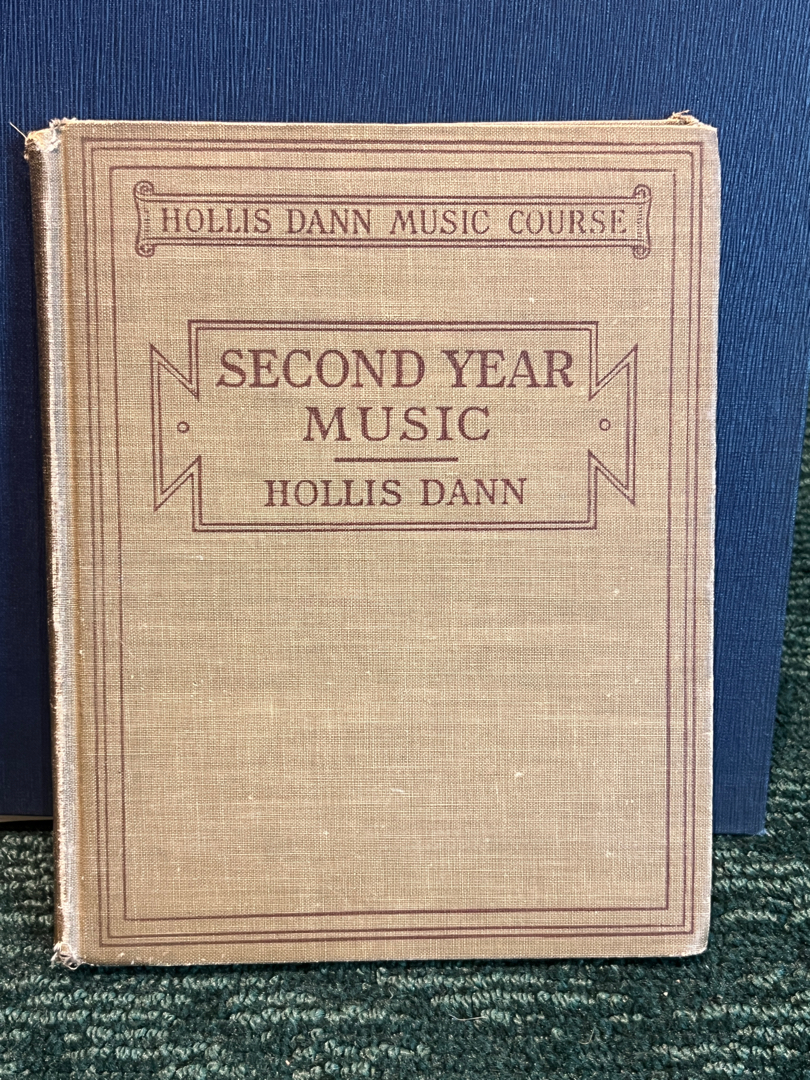 HOLLIS DANN MUSIC COURSE
SECOND YEAR
MUSIC
HOLLIS DANN